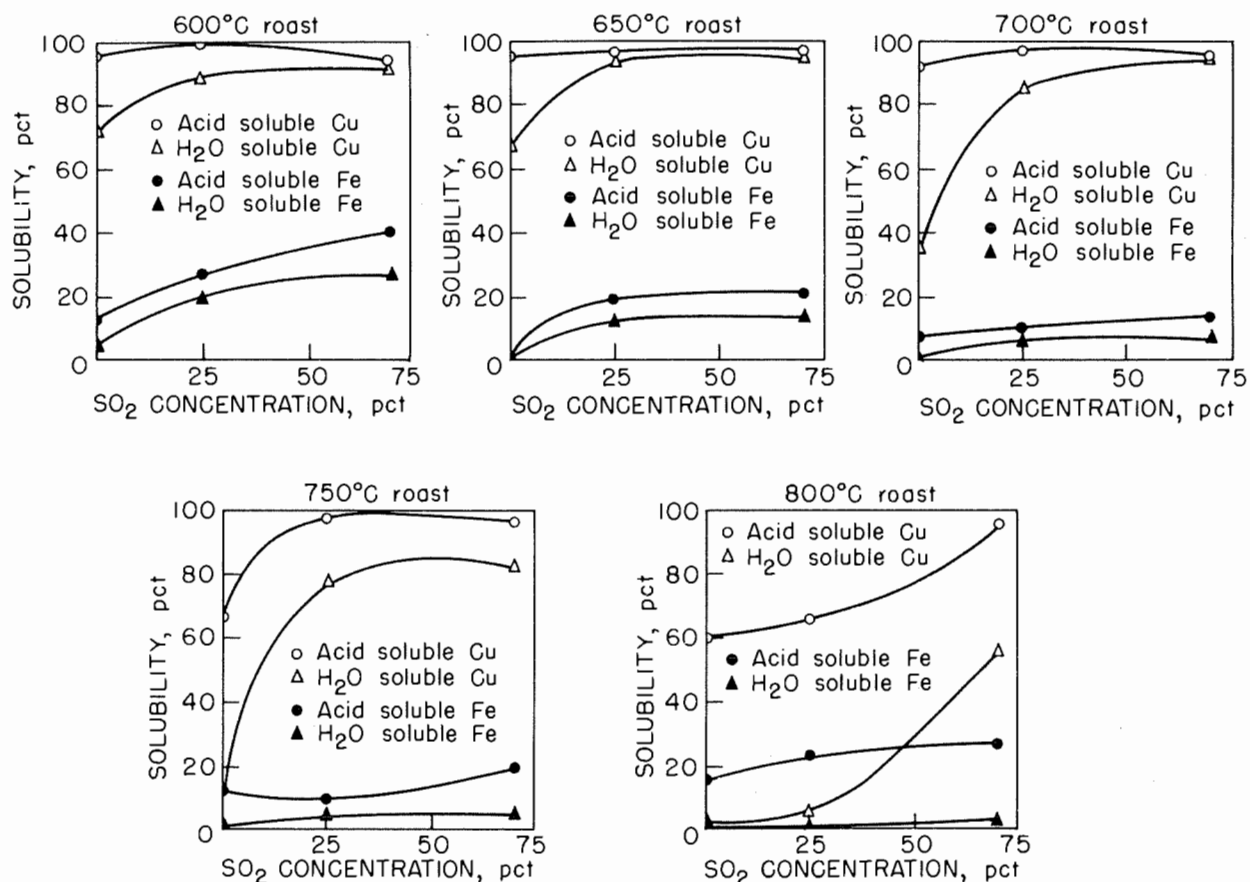 600°C roast
SOLUBILITY, pct
100
80
60
40
20
0
○ Acid soluble Cu
△ H2O soluble Cu
● Acid soluble Fe
▲ H2O soluble Fe
25 50 75
SO2 CONCENTRATION, pct
650°C roast
SOLUBILITY, pct
100
80
60
40
20
0
○ Acid soluble Cu
△ H2O soluble Cu
● Acid soluble Fe
▲ H2O soluble Fe
25 50 75
SO2 CONCENTRATION, pct
700°C roast
SOLUBILITY, pct
100
80
60
40
20
0
○ Acid soluble Cu
△ H2O soluble Cu
● Acid soluble Fe
▲ H2O soluble Fe
25 50 75
SO2 CONCENTRATION, pct
750°C roast
SOLUBILITY, pct
100
80
60
40
20
0
○ Acid soluble Cu
△ H2O soluble Cu
● Acid soluble Fe
▲ H2O soluble Fe
25 50 75
SO2 CONCENTRATION, pct
800°C roast
SOLUBILITY, pct
100
80
60
40
20
0
○ Acid soluble Cu
△ H2O soluble Cu
● Acid soluble Fe
▲ H2O soluble Fe
25 50 75
SO2 CONCENTRATION, pct